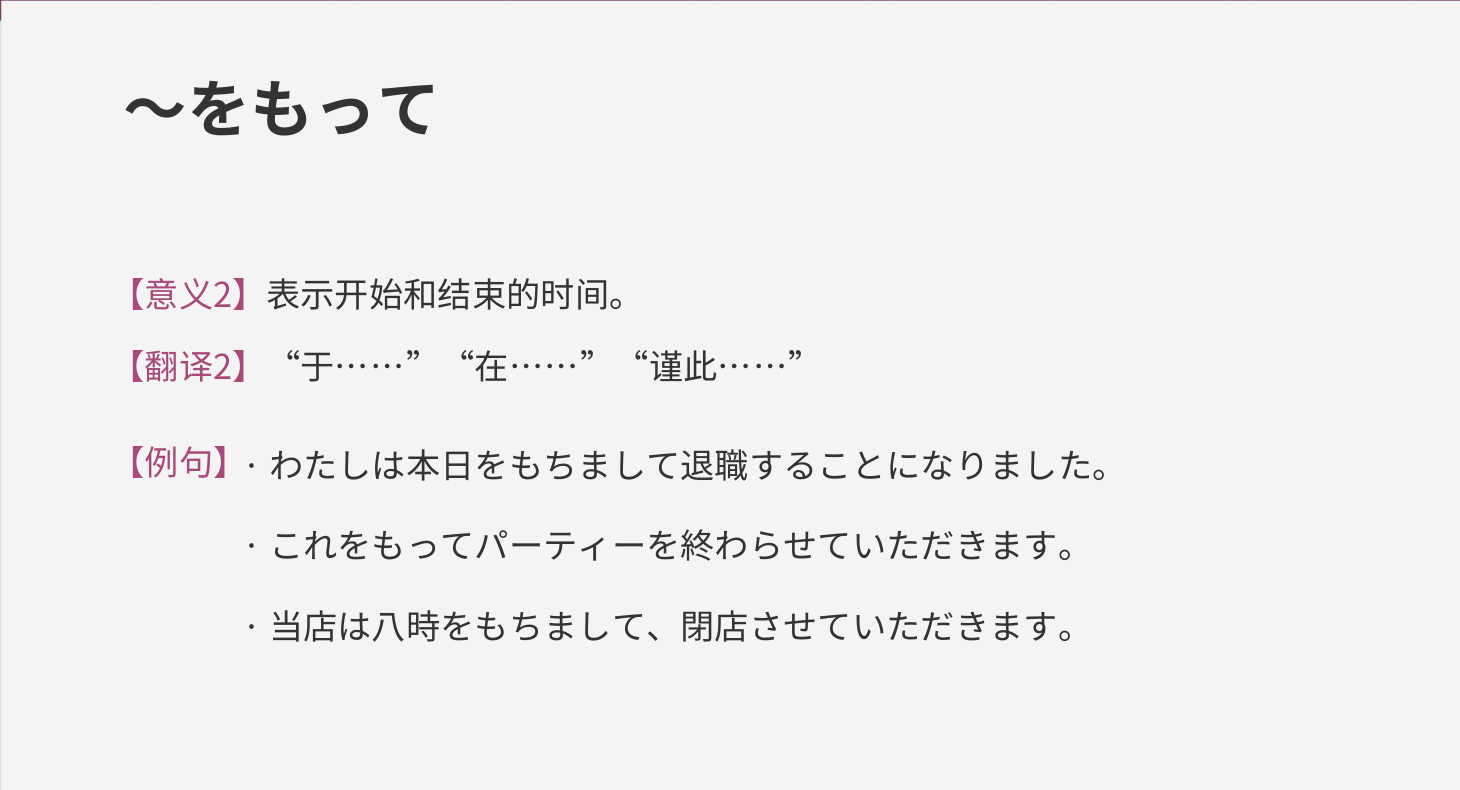 ～をもって
【意义2】表示开始和结束的时间。
【翻译2】 “于……” “在……” “谨此……”
【例句】· わたしは本日をもちまして退職することになりました。
· これをもってパーティーを終わらせていただきます。
· 当店は八時をもちまして、閉店させていただきます。